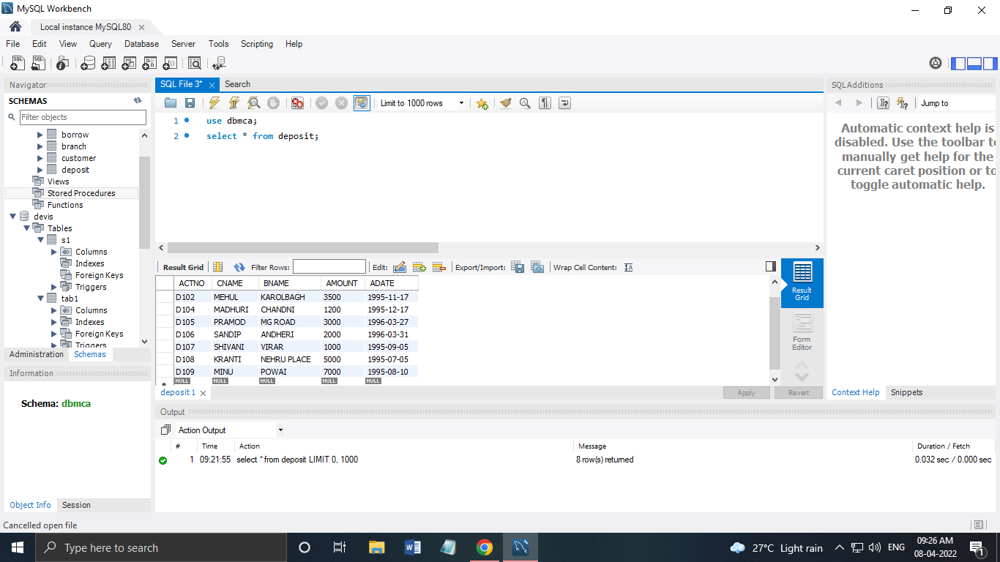 MySQL Workbench
Local instance MySQL80
File Edit View Query Database Server Tools Scripting Help
Navigator
SCHEMAS
Filter objects
borrow
branch
customer
deposit
Views
Stored Procedures
Functions
devis
Tables
s1
Columns
Indexes
Foreign Keys
Triggers
tab1
Columns
Indexes
Foreign Keys
Triggers
Administration Schemas
Information
Schema: dbmca
Object Info Session
SQL File 3* Search
Limit to 1000 rows
1 use dbmca;
2 select * from deposit;
Result Grid Filter Rows: Edit: Export/Import: Wrap Cell Content:
ACTNO CNAME BNAME AMOUNT ADATE
D102 MEHUL KAROLBAGH 3500 1995-11-17
D104 MADHURI CHANDNI 1200 1995-12-17
D105 PRAMOD MG ROAD 3000 1996-03-27
D106 SANDIP ANDHERI 2000 1996-03-31
D107 SHIVANI VIRAR 1000 1995-09-05
D108 KRANTI NEHRU PLACE 5000 1995-07-05
D109 MINU POWAI 7000 1995-08-10
NULL NULL NULL NULL NULL
Result
Grid
Form
Editor
deposit 1 Apply Revert
SQLAdditions
Jump to
Automatic context help is
disabled. Use the toolbar to
manually get help for the
current caret position or to
toggle automatic help.
Context Help Snippets
Output
Action Output
# Time Action Message Duration / Fetch
1 09:21:55 select * from deposit LIMIT 0, 1000 8 row(s) returned 0.032 sec / 0.000 sec
Cancelled open file
Type here to search
27°C Light rain
ENG
09:26 AM
08-04-2022
1